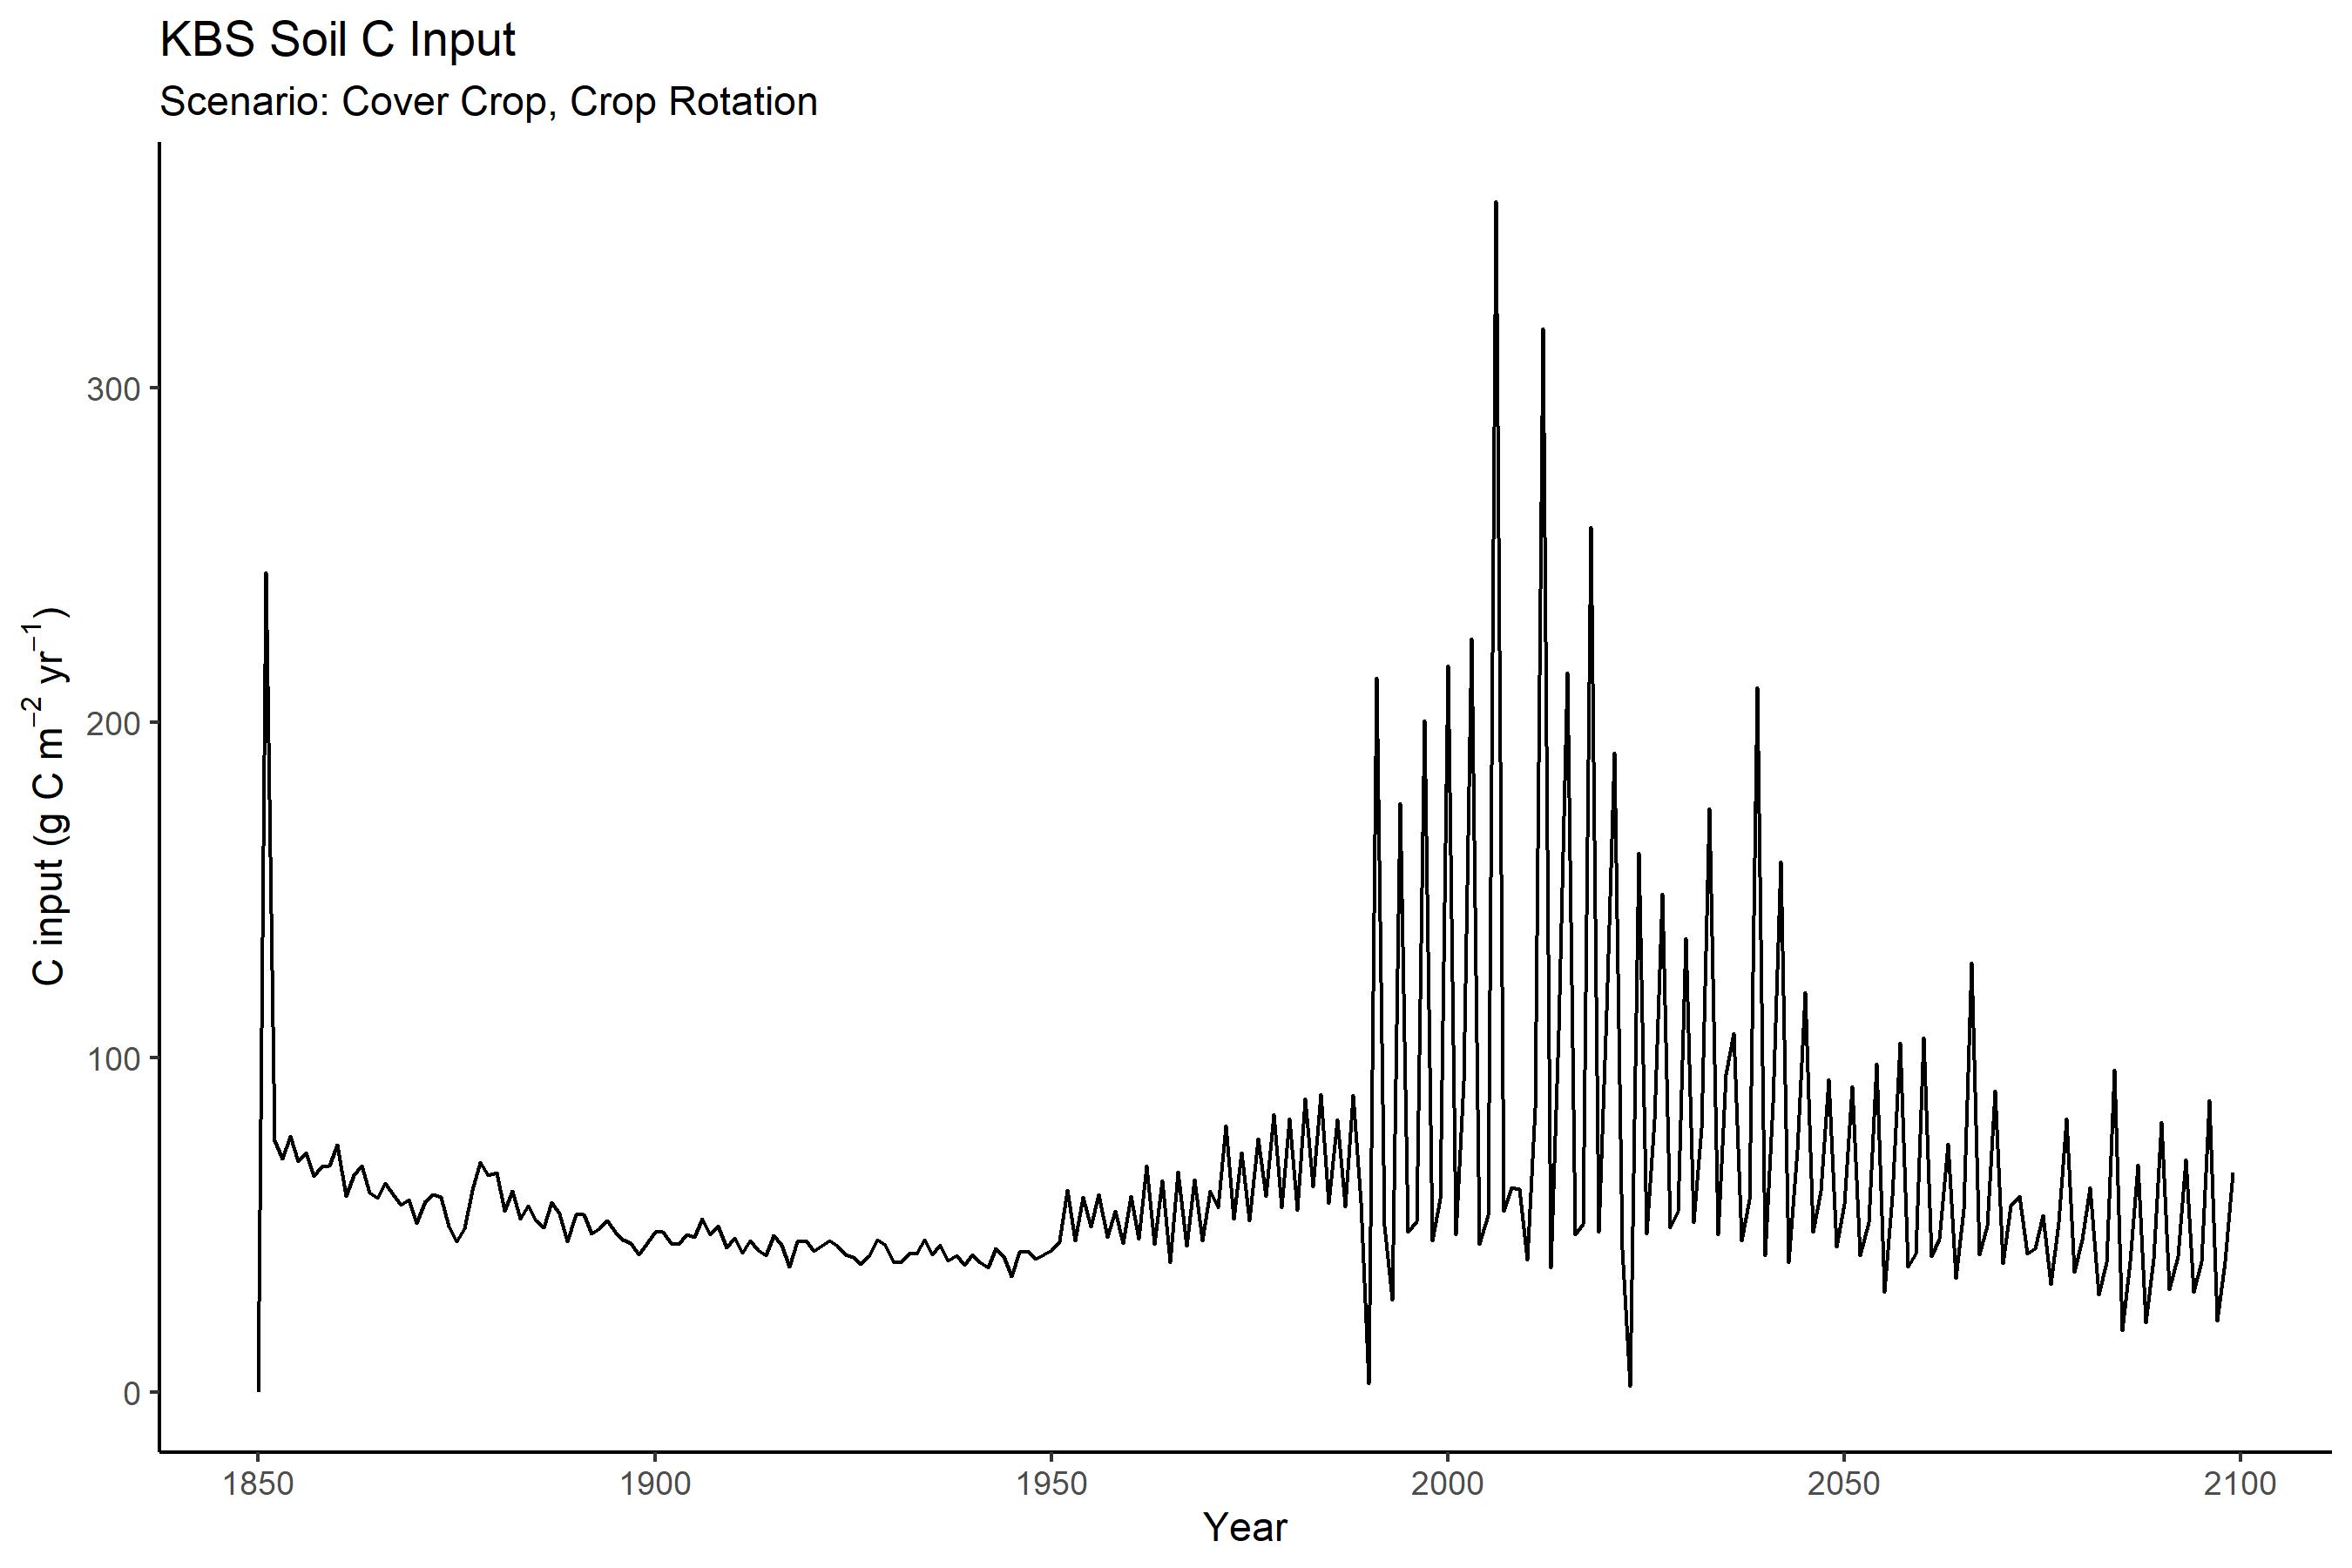 KBS Soil C Input
Scenario: Cover Crop, Crop Rotation
C input (g C m⁻² yr⁻¹)
300
200
100
0
1850 1900 1950 2000 2050 2100
Year